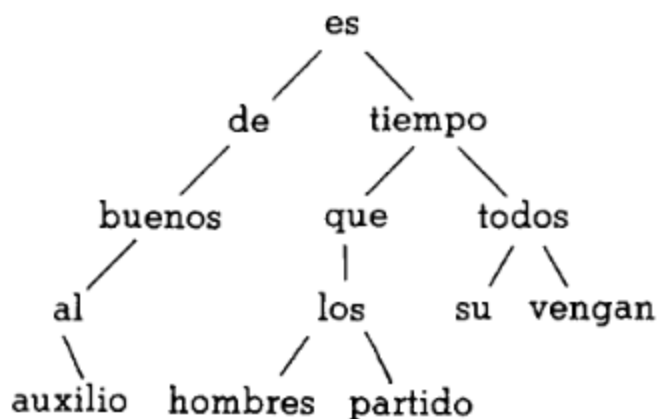 es
de tiempo
buenos que todos
al los su vengan
auxilio hombres partido